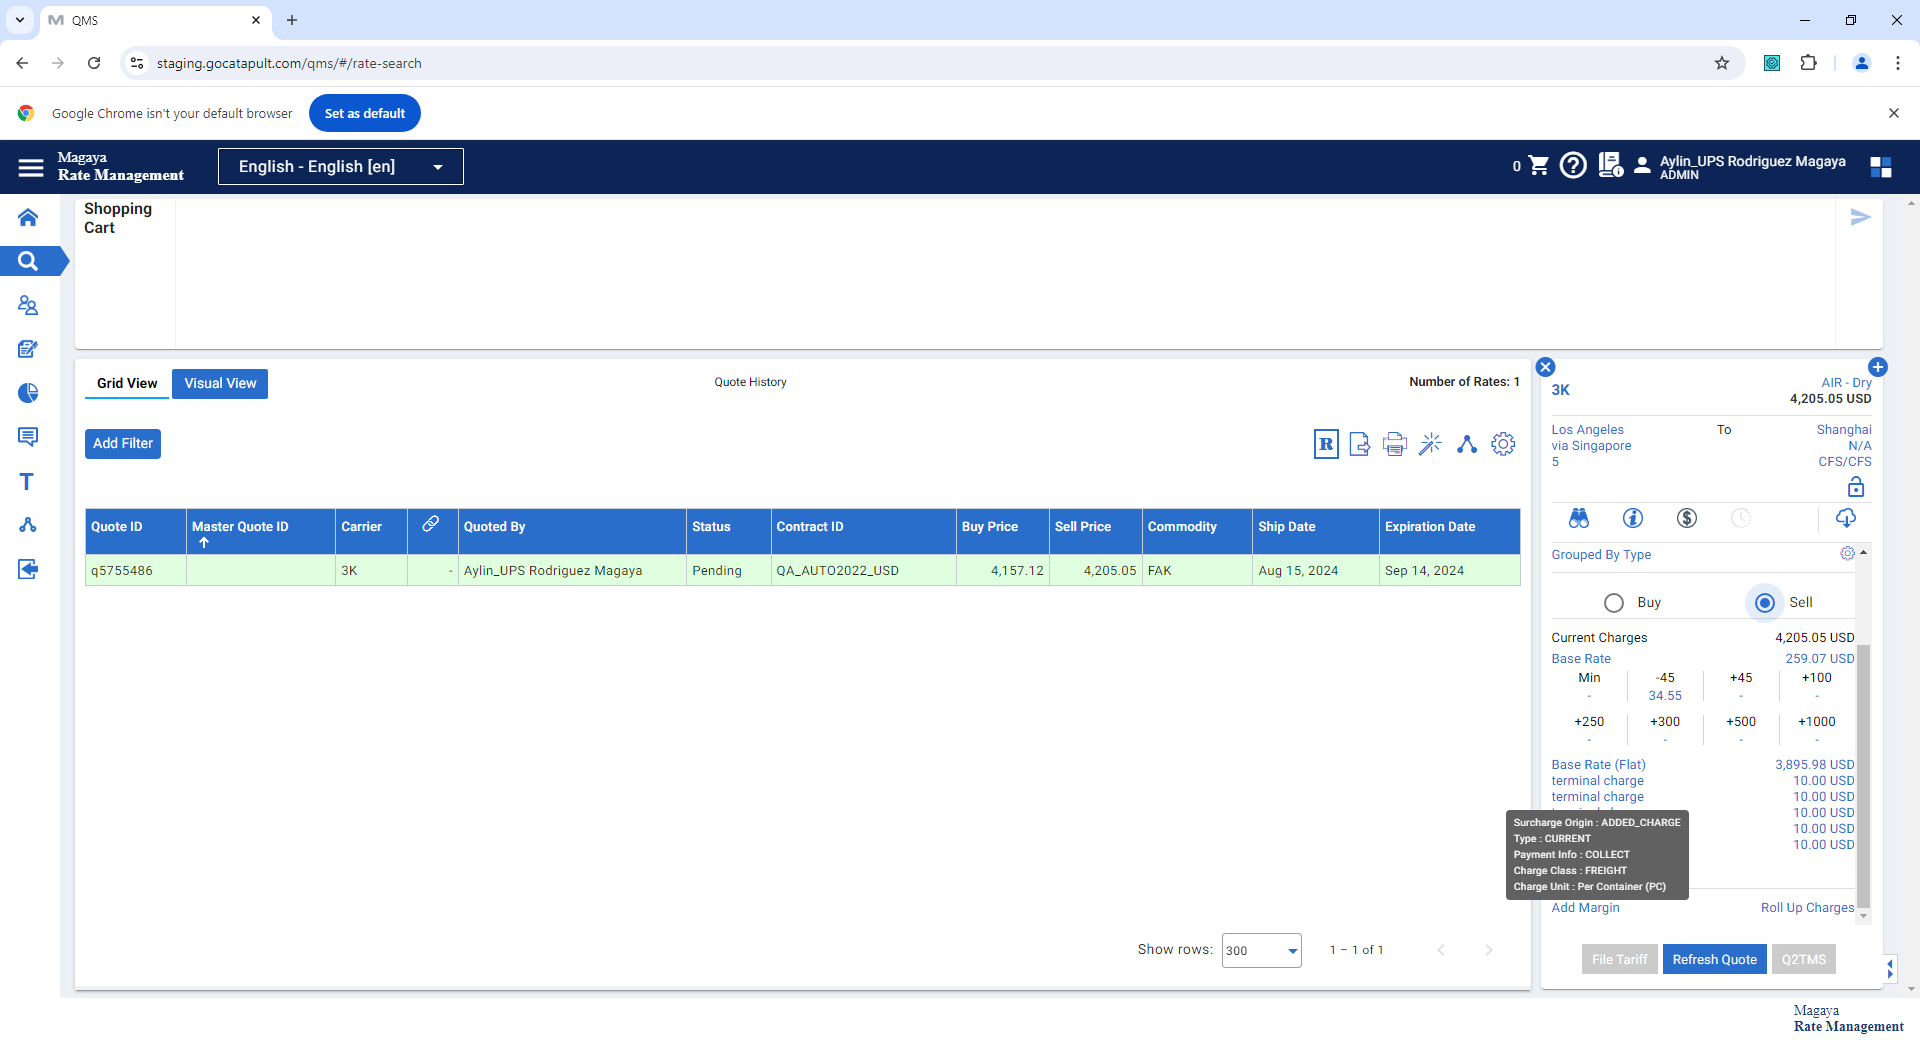 QMS
staging.gocatapult.com/qms/#/rate-search
Google Chrome isn't your default browser
Set as default
Magaya
Rate Management
English - English [en]
0
Aylin_UPS Rodriguez Magaya
ADMIN
Shopping
Cart
Grid View
Visual View
Quote History
Number of Rates: 1
Add Filter
R
Quote ID
Master Quote ID
Carrier
Quoted By
Status
Contract ID
Buy Price
Sell Price
Commodity
Ship Date
Expiration Date
q5755486
3K
-
Aylin_UPS Rodriguez Magaya
Pending
QA_AUTO2022_USD
4,157.12
4,205.05
FAK
Aug 15, 2024
Sep 14, 2024
Show rows:
300
1 – 1 of 1
T
3K
AIR - Dry
4,205.05 USD
Los Angeles
To
Shanghai
via Singapore
N/A
5
CFS/CFS
Grouped By Type
Buy
Sell
Current Charges
4,205.05 USD
Base Rate
259.07 USD
Min
-45
+45
+100
-
34.55
-
-
+250
+300
+500
+1000
-
-
-
-
Base Rate (Flat)
3,895.98 USD
terminal charge
10.00 USD
terminal charge
10.00 USD
10.00 USD
10.00 USD
10.00 USD
Surcharge Origin : ADDED_CHARGE
Type : CURRENT
Payment Info : COLLECT
Charge Class : FREIGHT
Charge Unit : Per Container (PC)
Add Margin
Roll Up Charges
File Tariff
Refresh Quote
Q2TMS
Magaya
Rate Management